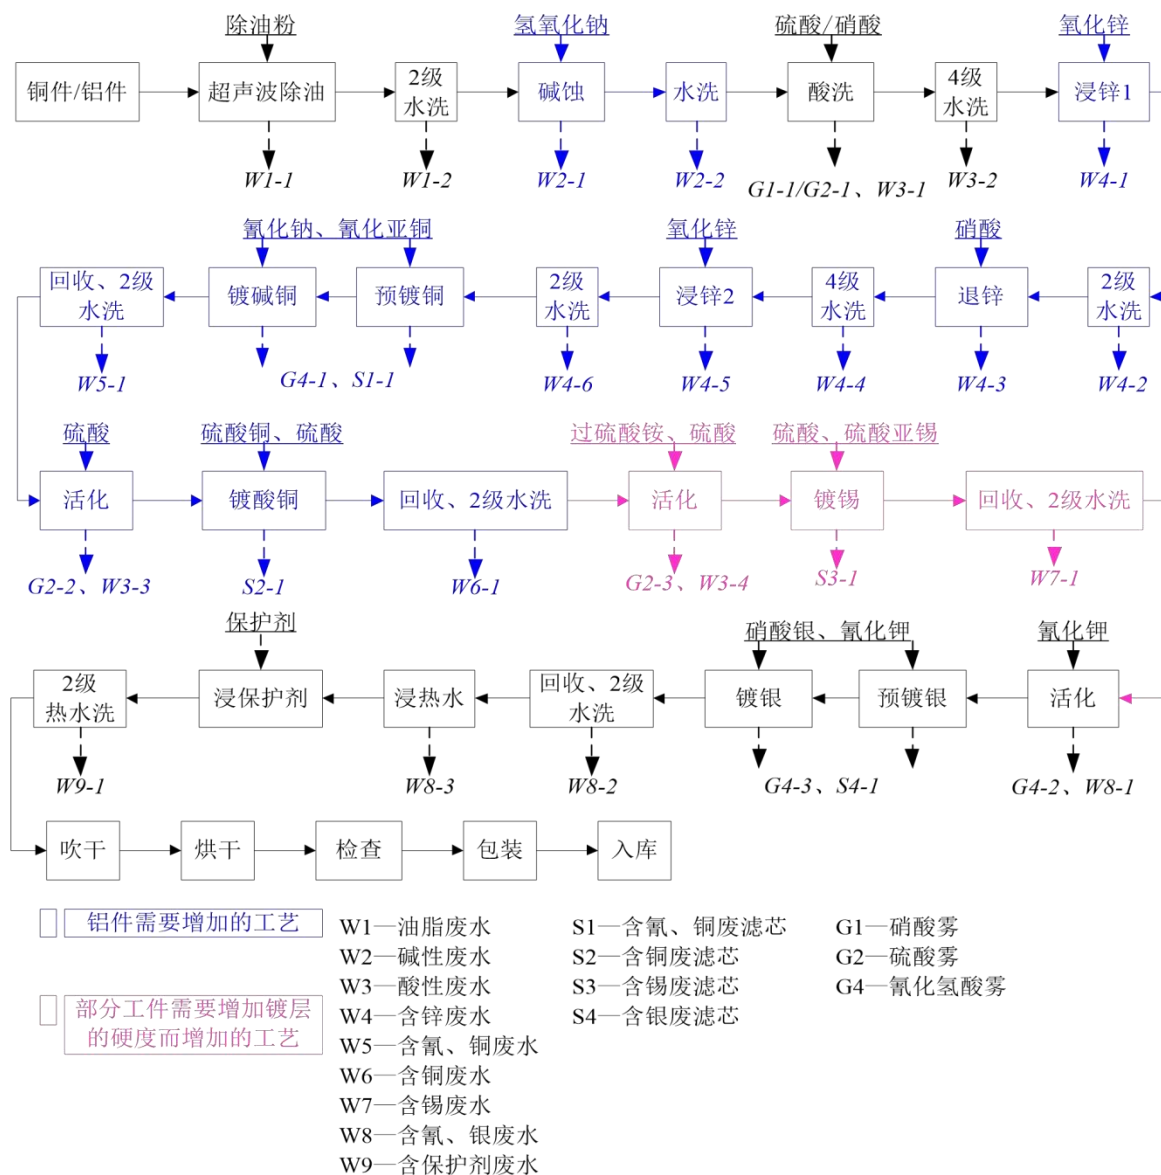 除油粉
氢氧化钠
硫酸/硝酸
氧化锌
铜件/铝件
超声波除油
2级
水洗
碱蚀
水洗
酸洗
4级
水洗
浸锌1
W1-1
W1-2
W2-1
W2-2
G1-1/G2-1、W3-1
W3-2
W4-1
氰化钠、氰化亚铜
氧化锌
硝酸
回收、2级
水洗
镀碱铜
预镀铜
2级
水洗
浸锌2
4级
水洗
退锌
2级
水洗
W5-1
G4-1、S1-1
W4-6
W4-5
W4-4
W4-3
W4-2
硫酸
硫酸铜、硫酸
过硫酸铵、硫酸
硫酸、硫酸亚锡
活化
镀酸铜
回收、2级水洗
活化
镀锡
回收、2级水洗
G2-2、W3-3
S2-1
W6-1
G2-3、W3-4
S3-1
W7-1
保护剂
硝酸银、氰化钾
氰化钾
2级
热水洗
浸保护剂
浸热水
回收、2级
水洗
镀银
预镀银
活化
W9-1
W8-3
W8-2
G4-3、S4-1
G4-2、W8-1
吹干
烘干
检查
包装
入库
铝件需要增加的工艺
部分工件需要增加镀层
的硬度而增加的工艺
W1—油脂废水
W2—碱性废水
W3—酸性废水
W4—含锌废水
W5—含氰、铜废水
W6—含铜废水
W7—含锡废水
W8—含氰、银废水
W9—含保护剂废水
S1—含氰、铜废滤芯
S2—含铜废滤芯
S3—含锡废滤芯
S4—含银废滤芯
G1—硝酸雾
G2—硫酸雾
G4—氰化氢酸雾